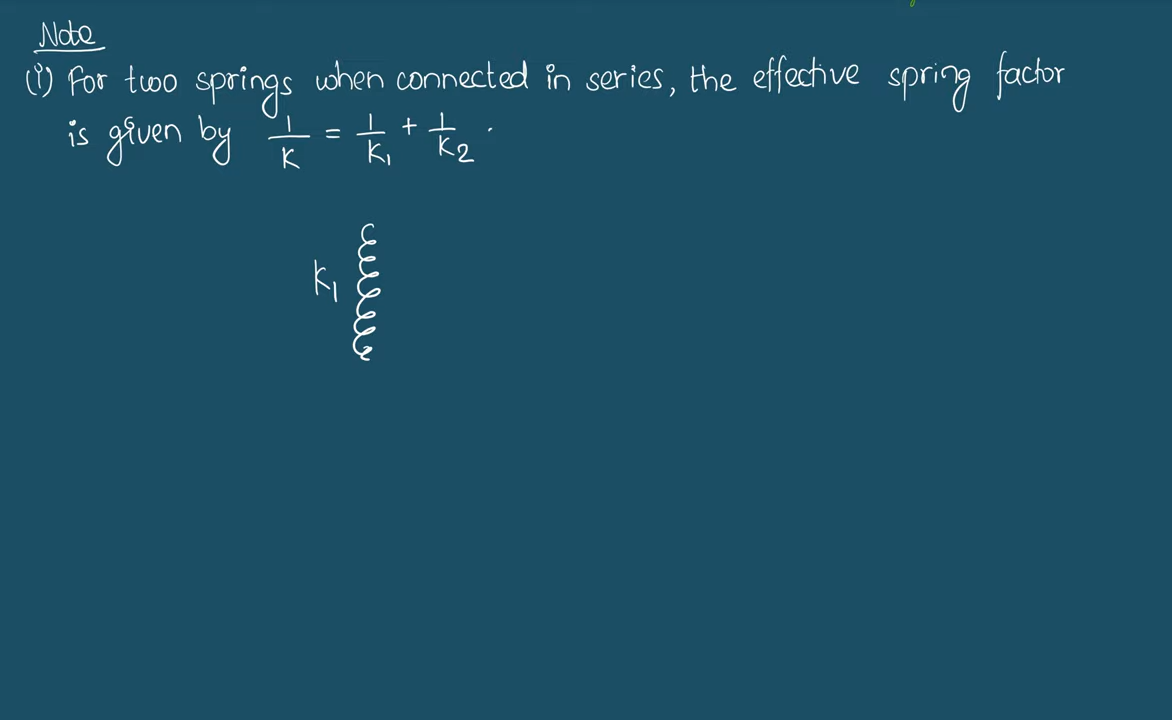 Note
(i) For two springs when connected in series, the effective spring factor
is given by 1/K = 1/K₁ + 1/K₂ .
K₁